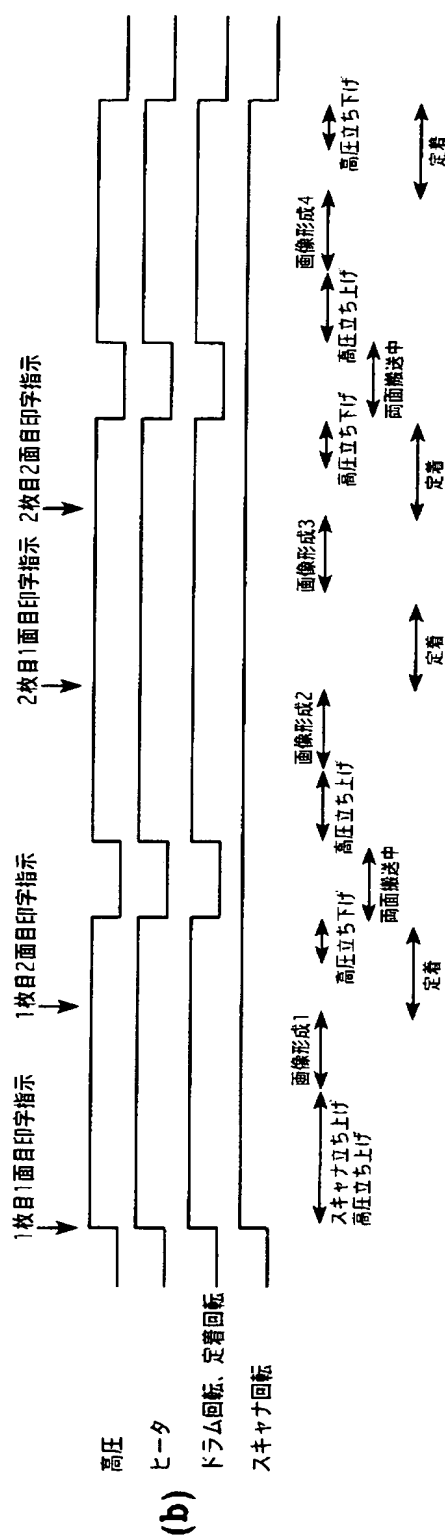 (b)
1枚目1面目印字指示
1枚目2面目印字指示
2枚目1面目印字指示
2枚目2面目印字指示
高圧
ヒータ
ドラム回転、定着回転
スキャナ回転
スキャナ立ち上げ
高圧立ち上げ
画像形成1
高圧立ち下げ
高圧立ち上げ
画像形成2
画像形成3
高圧立ち下げ
高圧立ち上げ
画像形成4
高圧立ち下げ
両面搬送中
両面搬送中
定着
定着
定着
定着